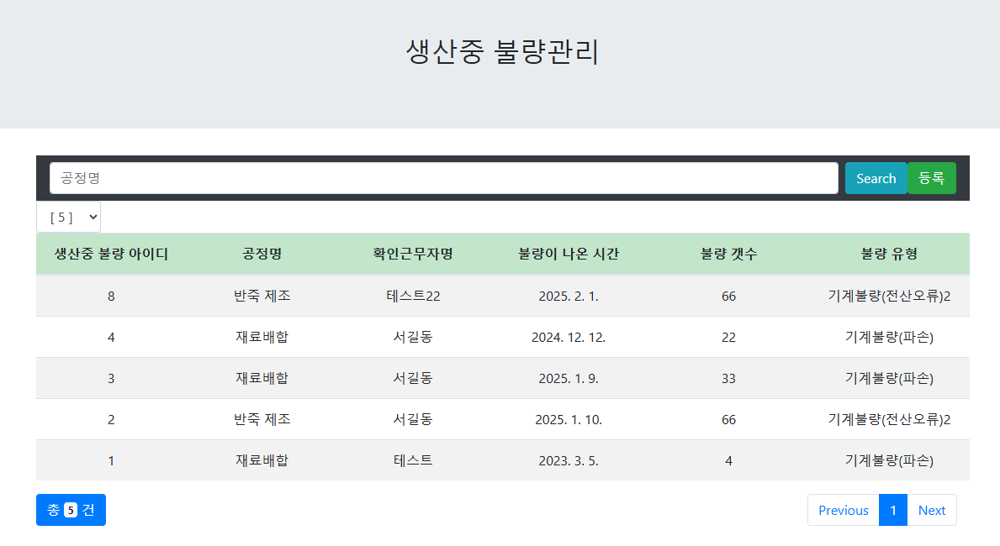 생산중 불량관리
공정명 Search 등록
[ 5 ]
생산중 불량 아이디 공정명 확인근무자명 불량이 나온 시간 불량 갯수 불량 유형
8 반죽 제조 테스트22 2025. 2. 1. 66 기계불량(전산오류)2
4 재료배합 서길동 2024. 12. 12. 22 기계불량(파손)
3 재료배합 서길동 2025. 1. 9. 33 기계불량(파손)
2 반죽 제조 서길동 2025. 1. 10. 66 기계불량(전산오류)2
1 재료배합 테스트 2023. 3. 5. 4 기계불량(파손)
총 5 건 Previous 1 Next